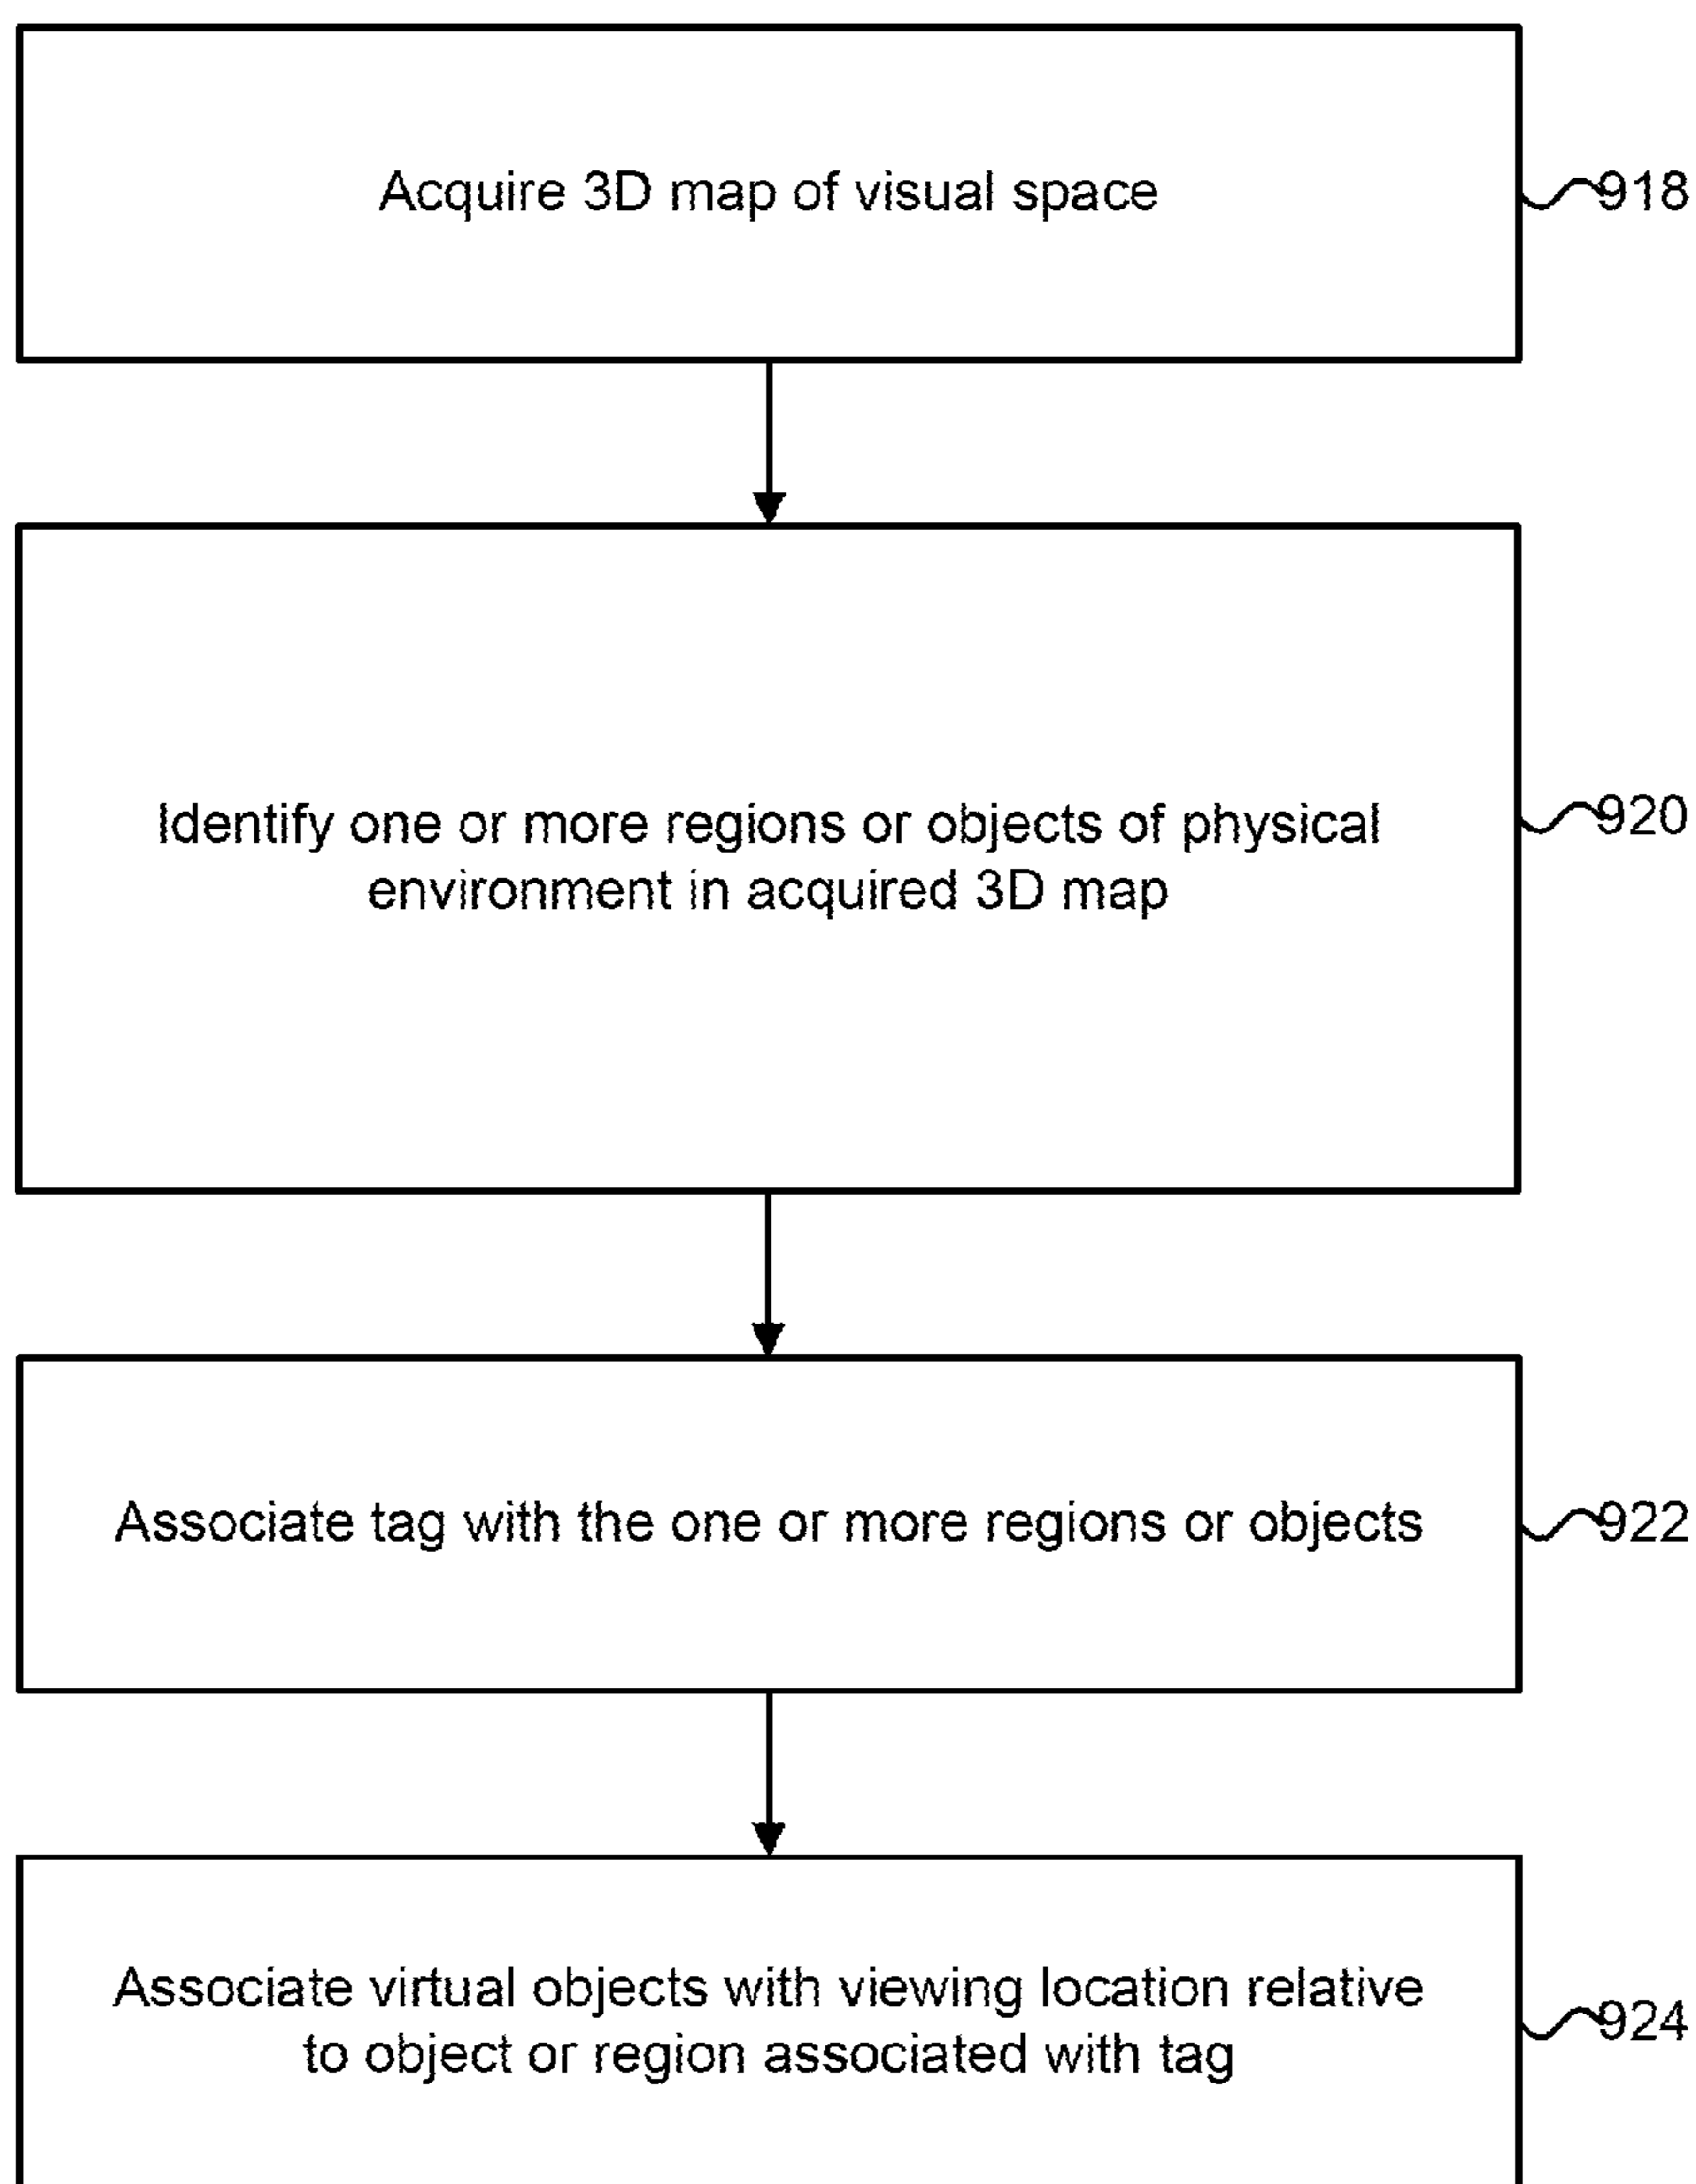 Acquire 3D map of visual space
918
Identify one or more regions or objects of physical
environment in acquired 3D map
920
Associate tag with the one or more regions or objects
922
Associate virtual objects with viewing location relative
to object or region associated with tag
924